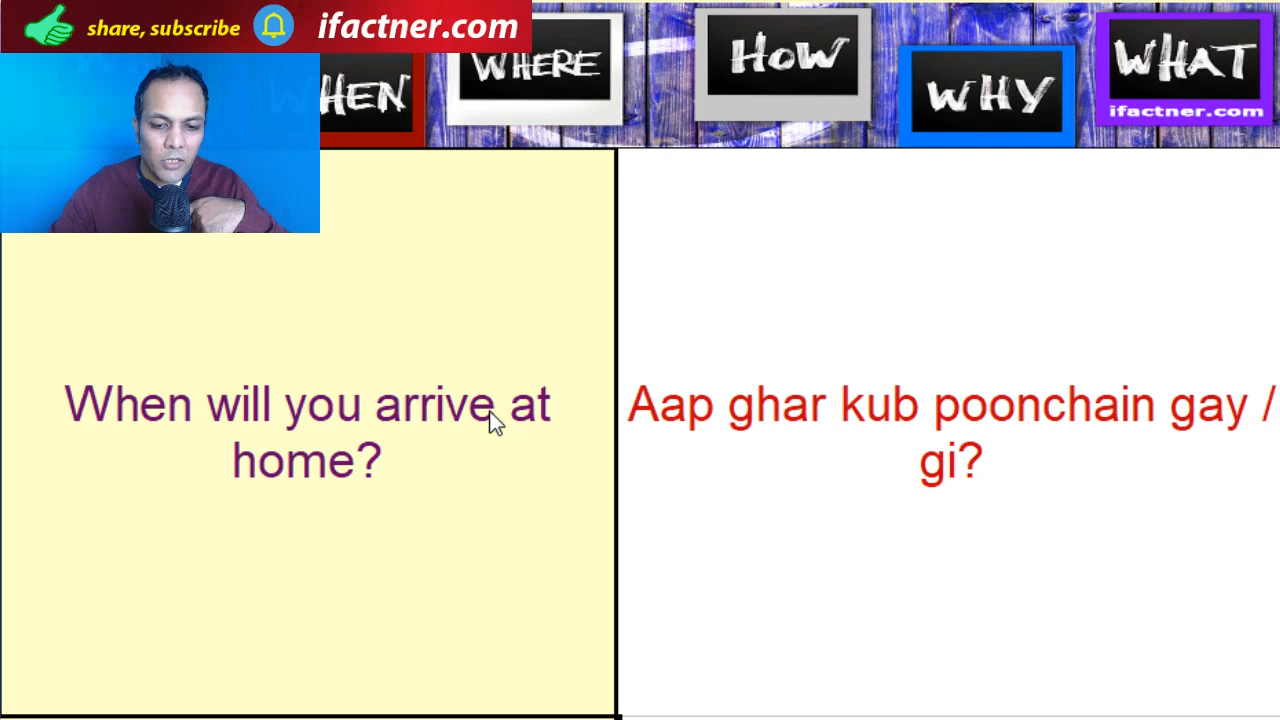 share, subscribe
ifactner.com
WHEN
WHERE
HOW
WHY
WHAT
ifactner.com
When will you arrive at
home?
Aap ghar kub poonchain gay /
gi?